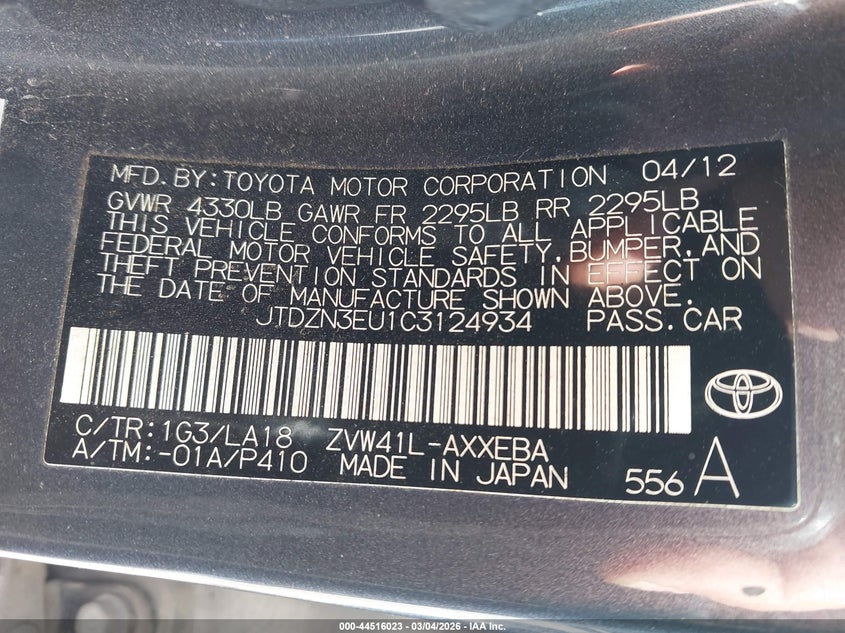 MFD.BY:TOYOTA MOTOR CORPORATION 04/12
GVWR 4330LB GAWR FR 2295LB RR 2295LB
THIS VEHICLE CONFORMS TO ALL APPLICABLE
FEDERAL MOTOR VEHICLE SAFETY,BUMPER,AND
THEFT PREVENTION STANDARDS IN EFFECT ON
THE DATE OF MANUFACTURE SHOWN ABOVE.
JTDZN3EU1C3124934 PASS.CAR
C/TR:1G3/LA18 ZVW41L-AXXEBA
A/TM:-01A/P410 MADE IN JAPAN
556 A
000-44516023 - 03/04/2026 - IAA Inc.